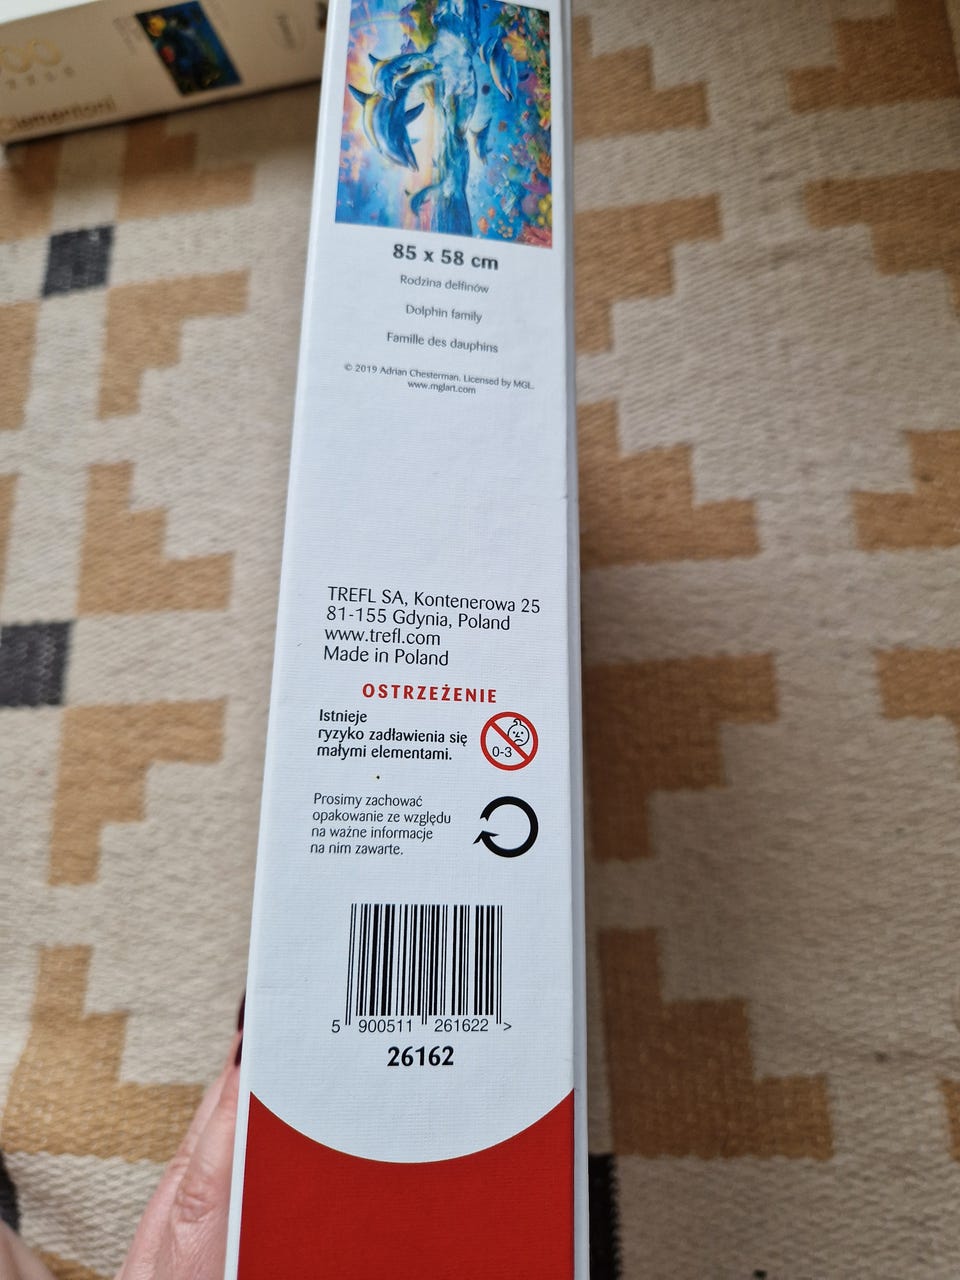 Clementoni
85 x 58 cm
Rodzina delfinów
Dolphin family
Famille des dauphins
© 2019 Adrian Chesterman. Licensed by MGL.
www.mglart.com
TREFL SA, Kontenerowa 25
81-155 Gdynia, Poland
www.trefl.com
Made in Poland
OSTRZEŻENIE
Istnieje
ryzyko zadławienia się
małymi elementami.
0-3
Prosimy zachować
opakowanie ze względu
na ważne informacje
na nim zawarte.
5 900511 261622 >
26162